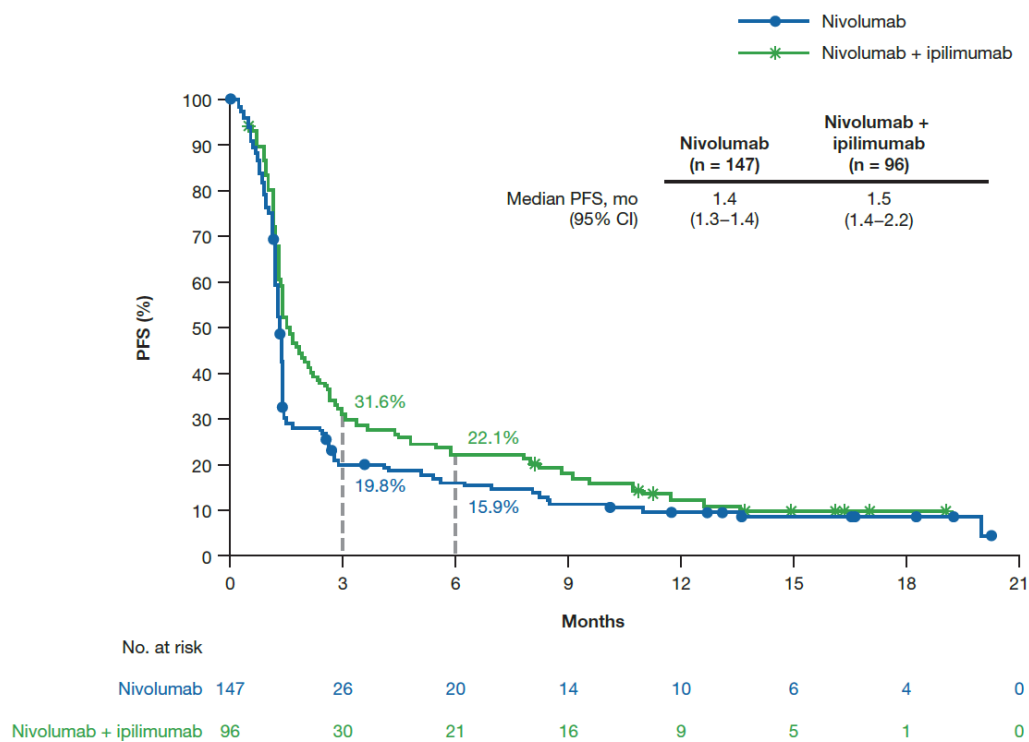 Nivolumab
Nivolumab + ipilimumab
Nivolumab
(n = 147)
Nivolumab +
ipilimumab
(n = 96)
Median PFS, mo
(95% CI)
1.4
(1.3–1.4)
1.5
(1.4–2.2)
PFS (%)
100
90
80
70
60
50
40
30
20
10
0
31.6%
22.1%
19.8%
15.9%
0 3 6 9 12 15 18 21
Months
No. at risk
Nivolumab 147 26 20 14 10 6 4 0
Nivolumab + ipilimumab 96 30 21 16 9 5 1 0